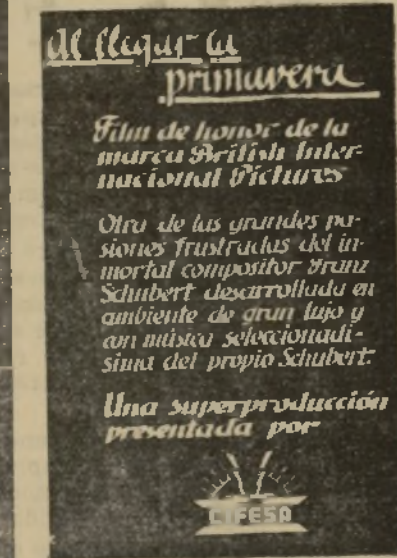 Al llegar la
primavera
Film de honor de la
marca British Inter-
nacional Pictures
Otra de las grandes pa-
siones frustradas del in-
mortal compositor Franz
Schubert desarrollada en
ambiente de gran lujo y
con música seleccionadí-
sima del propio Schubert.
Una superproducción
presentada por
CIFESA